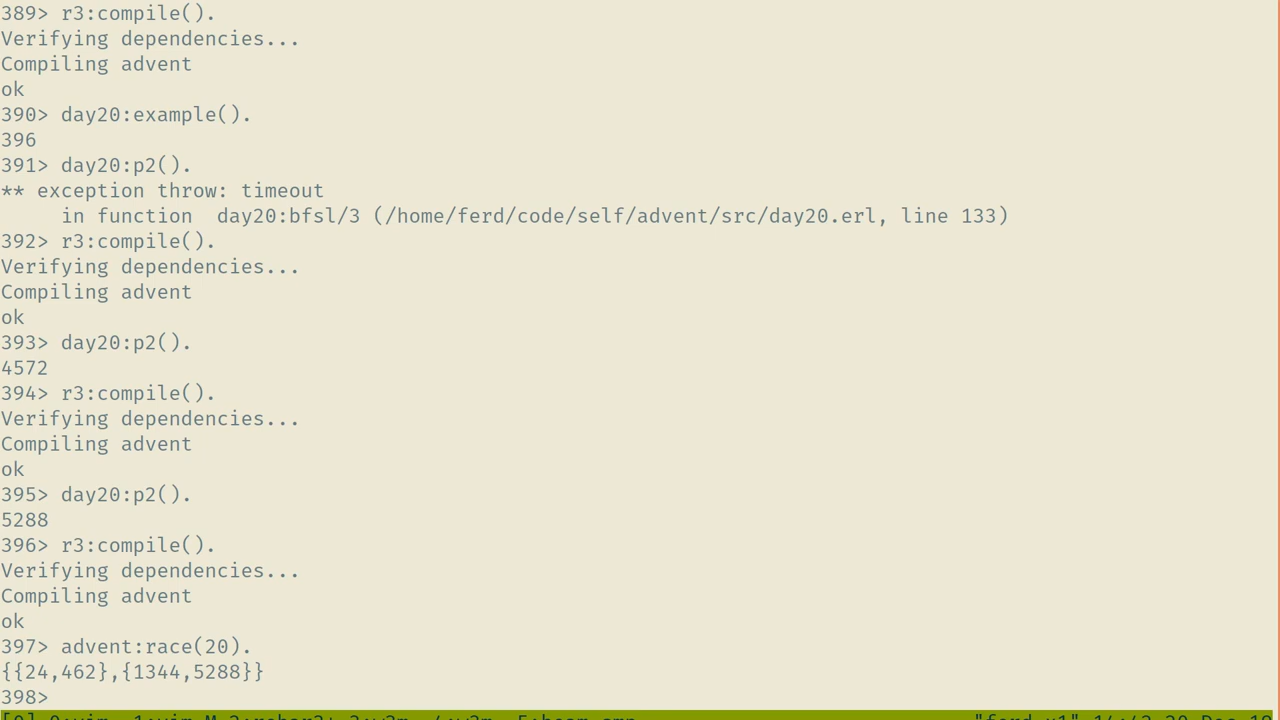 389> r3:compile().
Verifying dependencies...
Compiling advent
ok
390> day20:example().
396
391> day20:p2().
** exception throw: timeout
     in function  day20:bfsl/3 (/home/ferd/code/self/advent/src/day20.erl, line 133)
392> r3:compile().
Verifying dependencies...
Compiling advent
ok
393> day20:p2().
4572
394> r3:compile().
Verifying dependencies...
Compiling advent
ok
395> day20:p2().
5288
396> r3:compile().
Verifying dependencies...
Compiling advent
ok
397> advent:race(20).
{{24,462},{1344,5288}}
398>